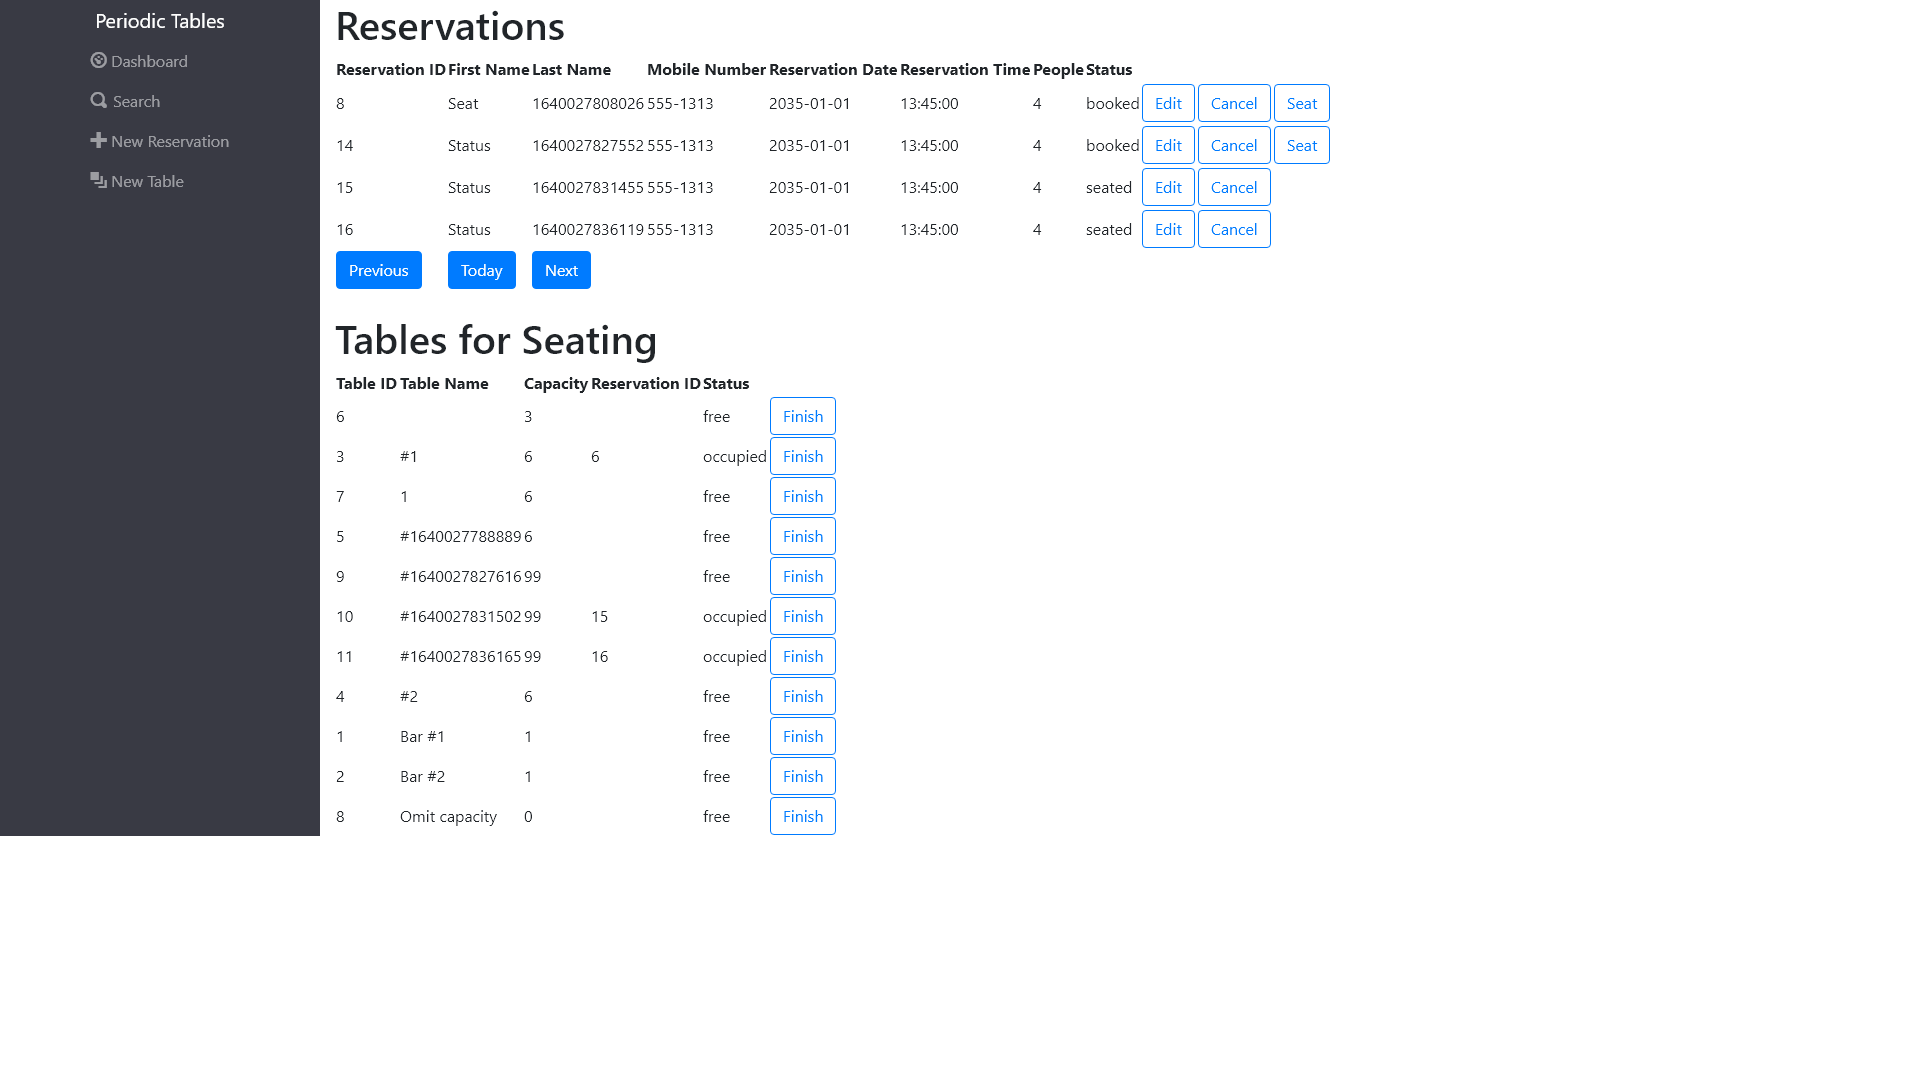 Periodic Tables
Dashboard
Search
New Reservation
New Table
Reservations
Reservation ID First Name Last Name Mobile Number Reservation Date Reservation Time People Status
8 Seat 1640027808026 555-1313 2035-01-01 13:45:00 4 booked Edit Cancel Seat
14 Status 1640027827552 555-1313 2035-01-01 13:45:00 4 booked Edit Cancel Seat
15 Status 1640027831455 555-1313 2035-01-01 13:45:00 4 seated Edit Cancel
16 Status 1640027836119 555-1313 2035-01-01 13:45:00 4 seated Edit Cancel
Previous Today Next
Tables for Seating
Table ID Table Name Capacity Reservation ID Status
6 3 free Finish
3 #1 6 6 occupied Finish
7 1 6 free Finish
5 #1640027788889 6 free Finish
9 #1640027827616 99 free Finish
10 #1640027831502 99 15 occupied Finish
11 #1640027836165 99 16 occupied Finish
4 #2 6 free Finish
1 Bar #1 1 free Finish
2 Bar #2 1 free Finish
8 Omit capacity 0 free Finish